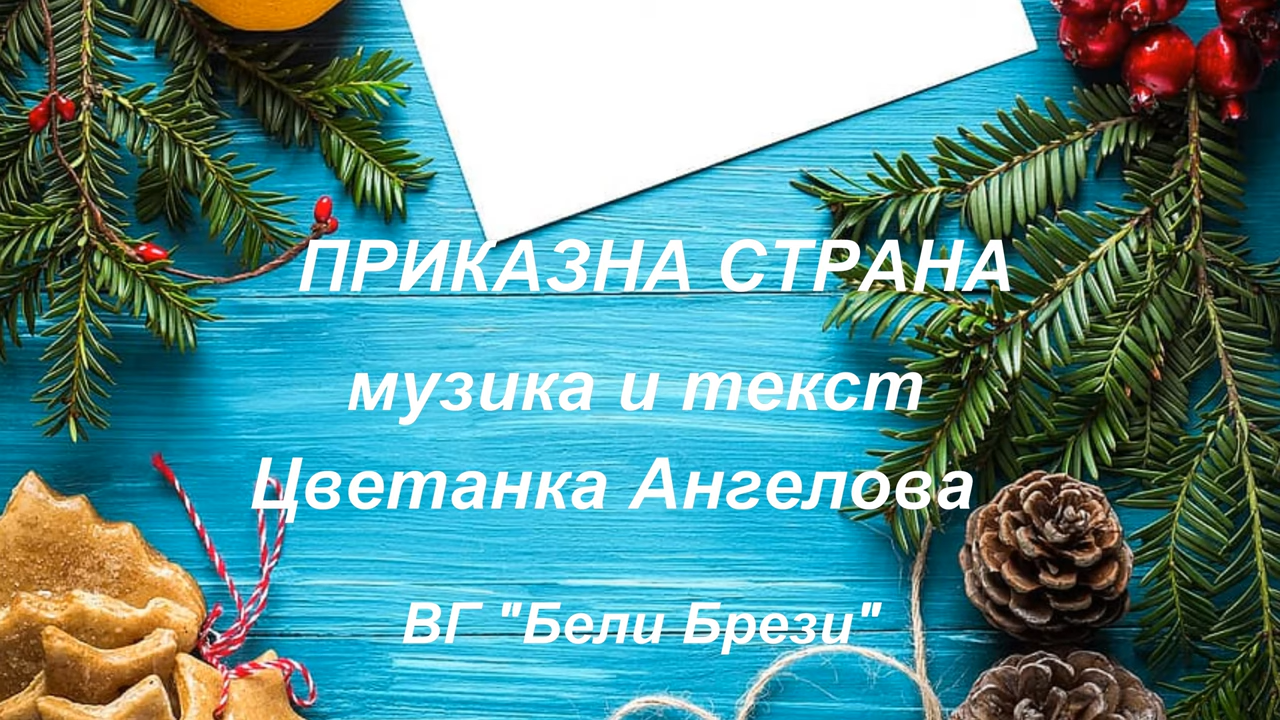 ПРИКАЗНА СТРАНА
музика и текст
Цветанка Ангелова
ВГ "Бели Брези"